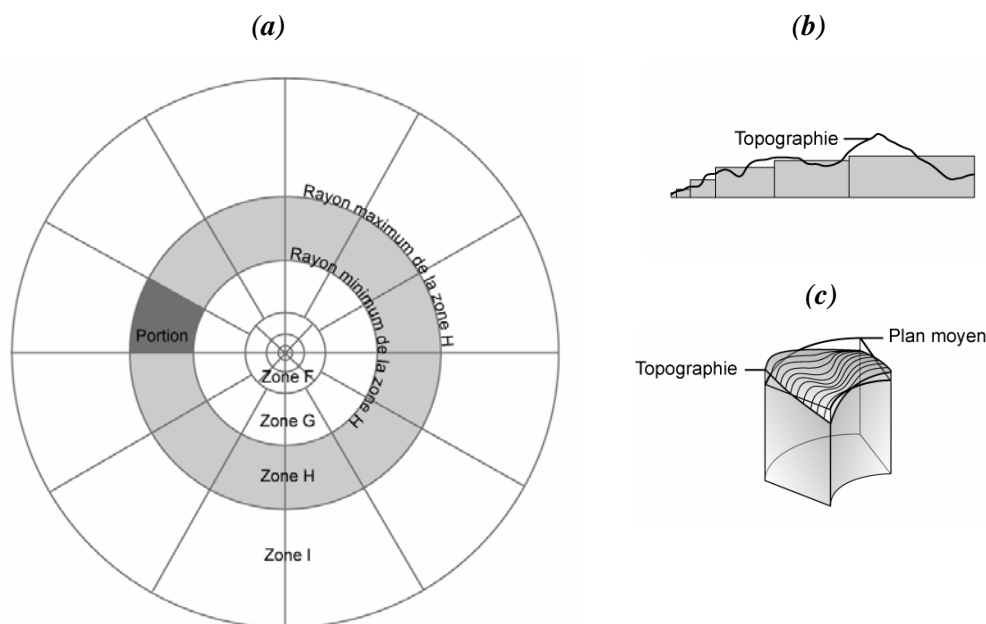 (a)
Rayon maximum de la zone H
Rayon minimum de la zone H
Portion
Zone F
Zone G
Zone H
Zone I
(b)
Topographie
(c)
Plan moyen
Topographie